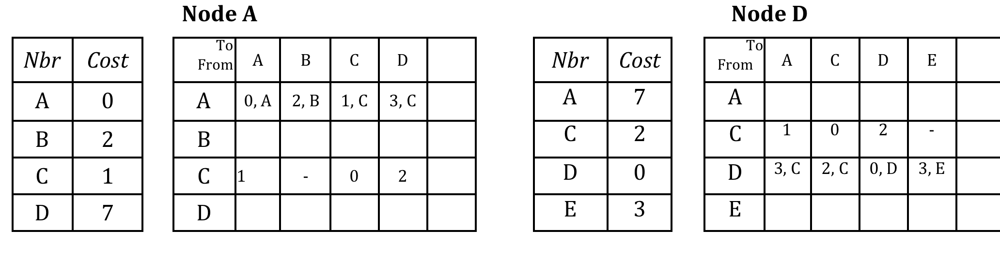 Node A
Node D
Nbr Cost
A 0
B 2
C 1
D 7
To
From A B C D
A 0, A 2, B 1, C 3, C
B
C 1 - 0 2
D
Nbr Cost
A 7
C 2
D 0
E 3
To
From A C D E
A
C 1 0 2 -
D 3, C 2, C 0, D 3, E
E